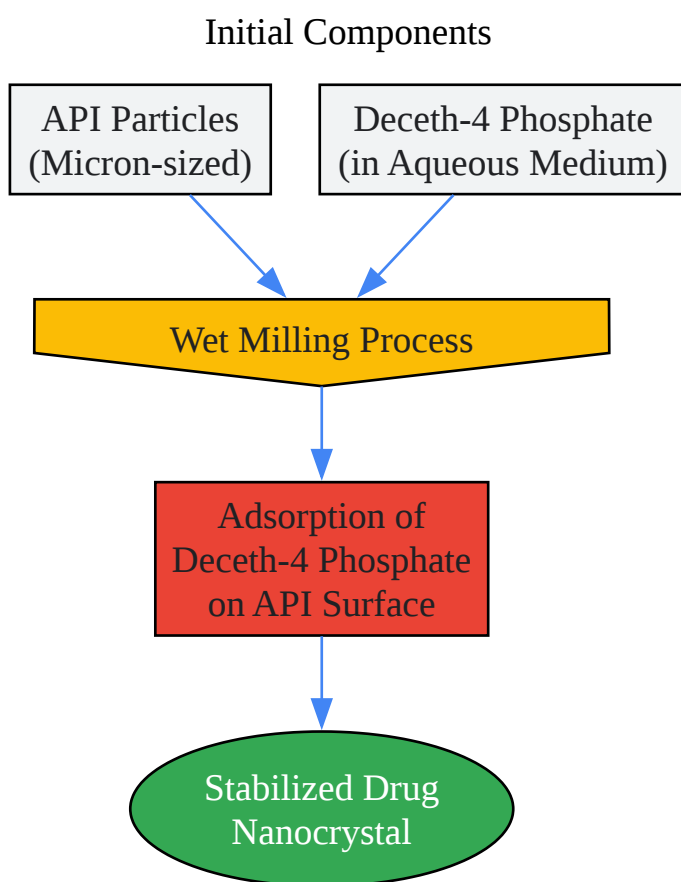 Initial Components
API Particles
(Micron-sized)
Deceth-4 Phosphate
(in Aqueous Medium)
Wet Milling Process
Adsorption of
Deceth-4 Phosphate
on API Surface
Stabilized Drug
Nanocrystal